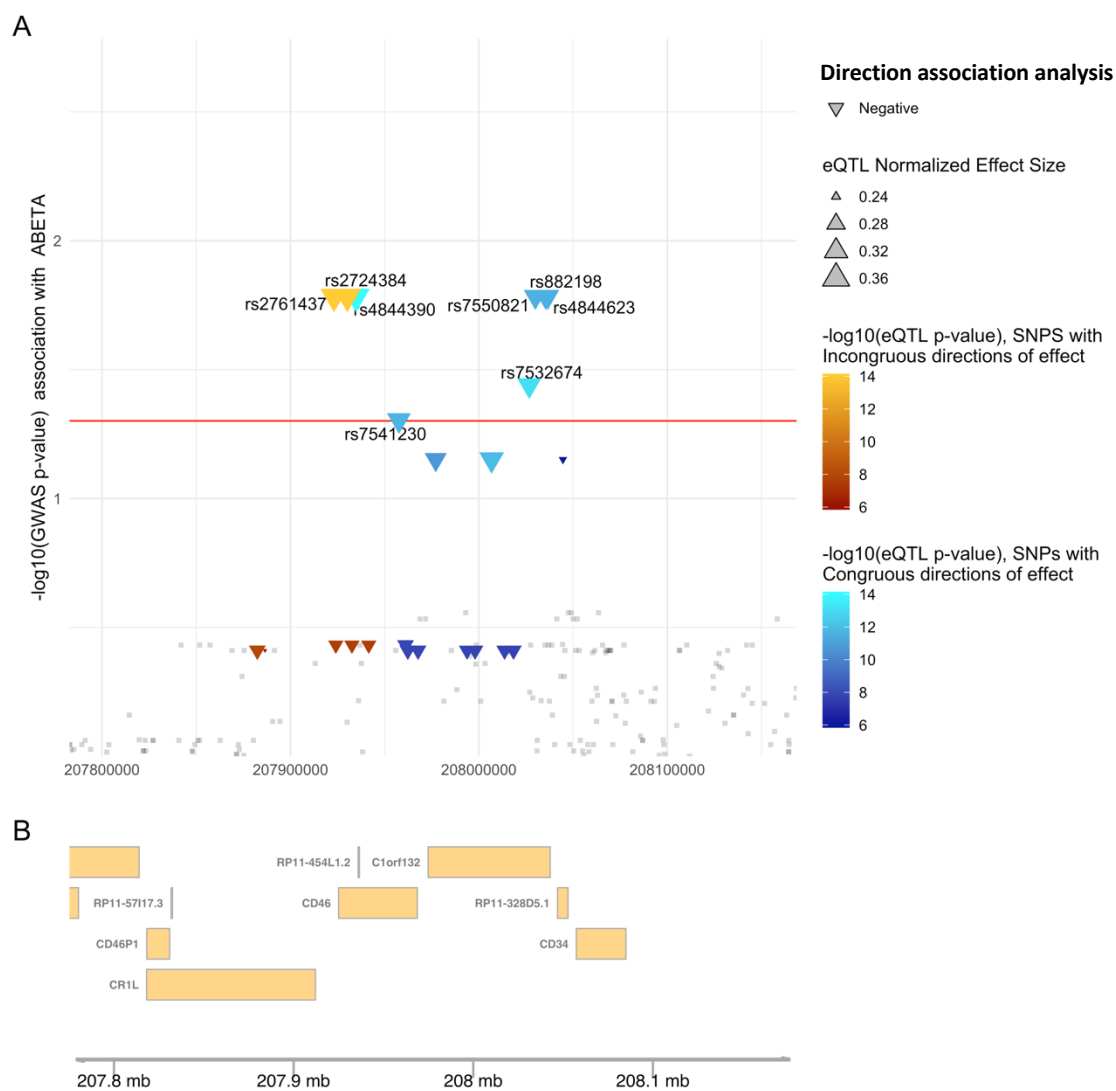 A
Direction association analysis
Negative
eQTL Normalized Effect Size
0.24
0.28
0.32
0.36
-log10(GWAS p-value) association with ABETA
2
1
rs2724384
rs882198
rs2761437
rs4844390
rs7550821
rs4844623
rs7532674
rs7541230
-log10(eQTL p-value), SNPS with
Incongruous directions of effect
14
12
10
8
6
-log10(eQTL p-value), SNPs with
Congruous directions of effect
14
12
10
8
6
207800000
207900000
208000000
208100000
B
RP11-454L1.2
C1orf132
RP11-57I17.3
CD46
RP11-328D5.1
CD46P1
CD34
CR1L
207.8 mb
207.9 mb
208 mb
208.1 mb